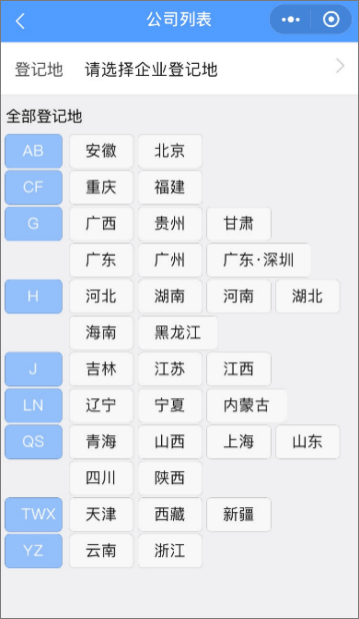 公司列表
登记地 请选择企业登记地
全部登记地
AB 安徽 北京
CF 重庆 福建
G 广西 贵州 甘肃
广东 广州 广东·深圳
H 河北 湖南 河南 湖北
海南 黑龙江
J 吉林 江苏 江西
LN 辽宁 宁夏 内蒙古
QS 青海 山西 上海 山东
四川 陕西
TWX 天津 西藏 新疆
YZ 云南 浙江